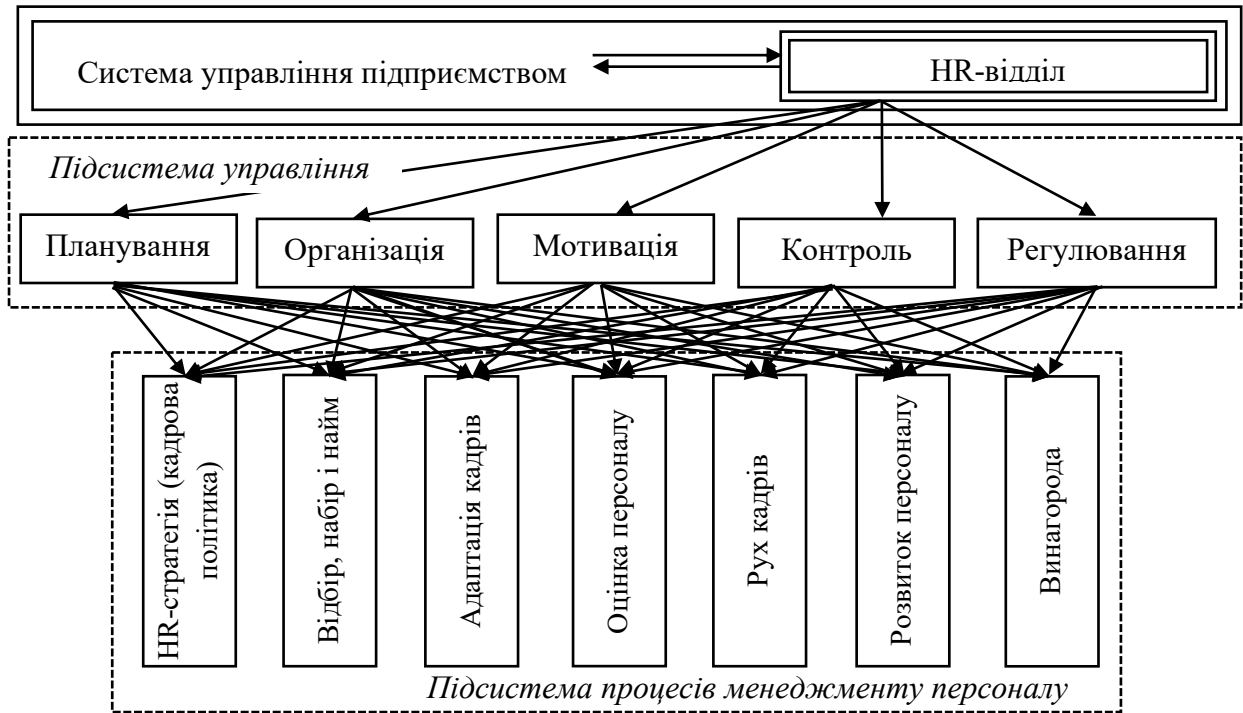 Система управління підприємством
HR-відділ
Підсистема управління
Планування
Організація
Мотивація
Контроль
Регулювання
HR-стратегія (кадрова
політика)
Відбір, набір і найм
Адаптація кадрів
Оцінка персоналу
Рух кадрів
Розвиток персоналу
Винагорода
Підсистема процесів менеджменту персоналу